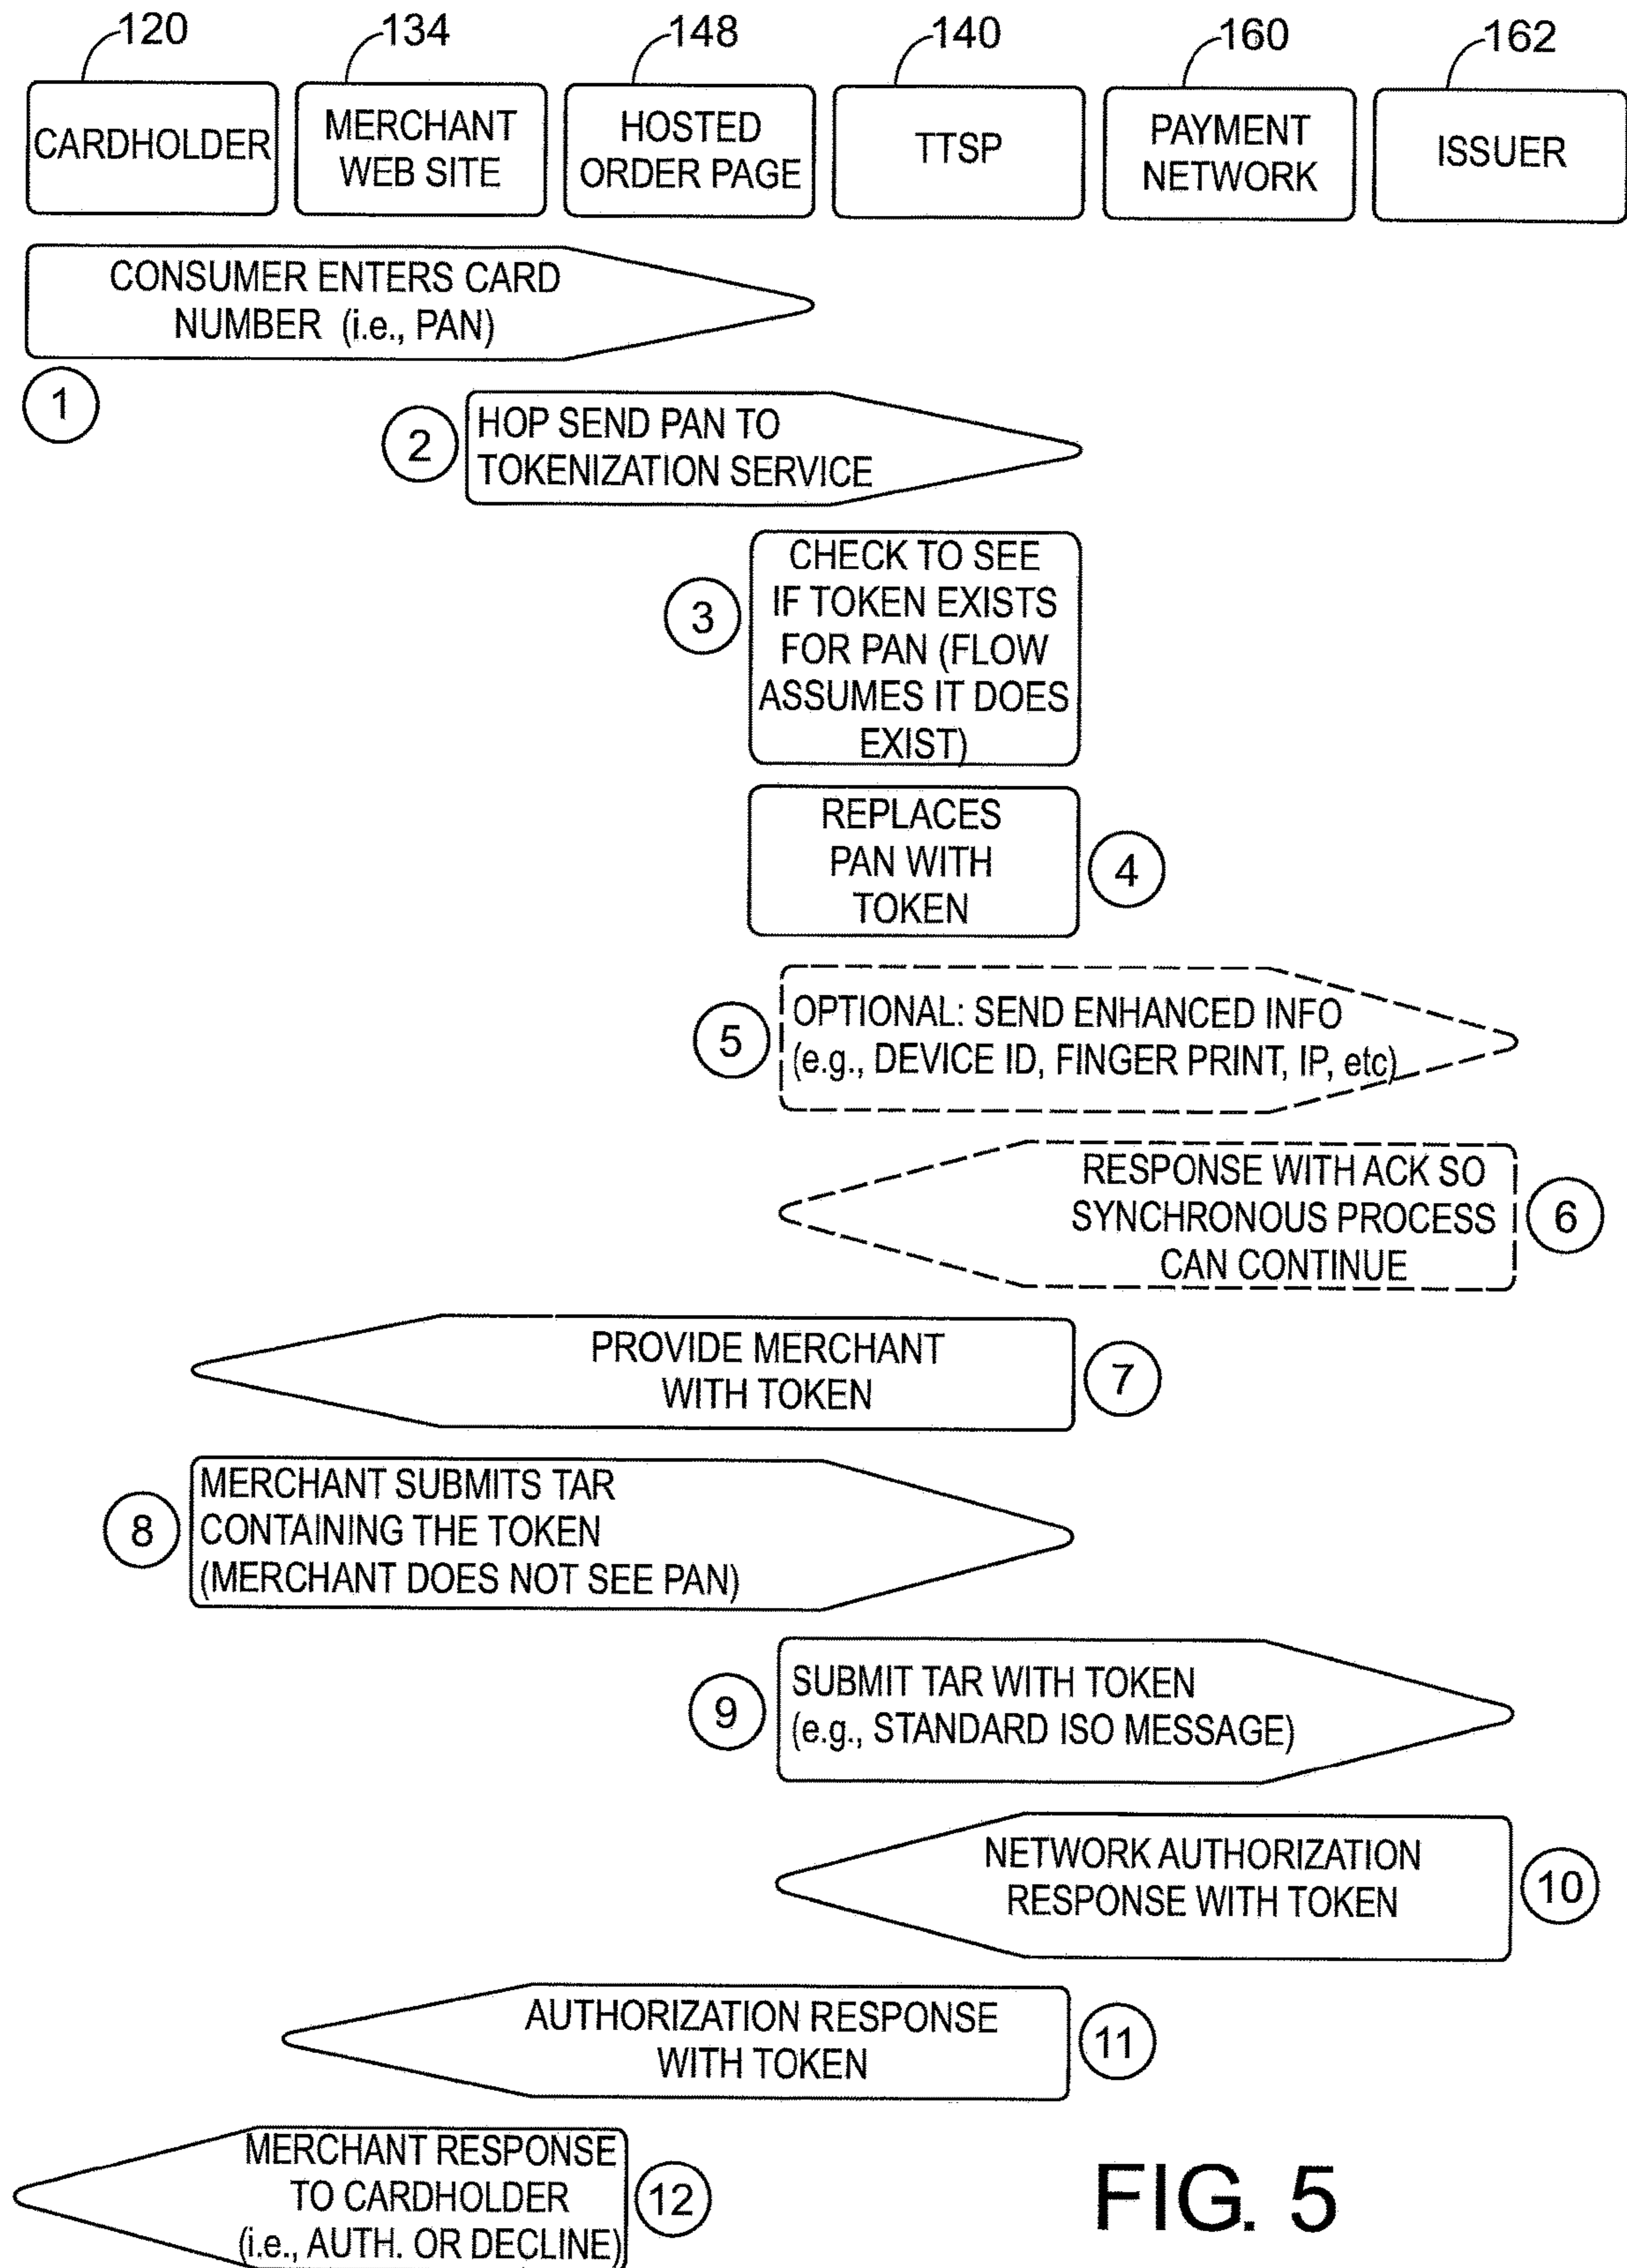 120
134
148
140
160
162
CARDHOLDER
MERCHANT
WEB SITE
HOSTED
ORDER PAGE
TTSP
PAYMENT
NETWORK
ISSUER
CONSUMER ENTERS CARD
NUMBER (i.e., PAN)
1
2
HOP SEND PAN TO
TOKENIZATION SERVICE
3
CHECK TO SEE
IF TOKEN EXISTS
FOR PAN (FLOW
ASSUMES IT DOES
EXIST)
REPLACES
PAN WITH
TOKEN
4
5
OPTIONAL: SEND ENHANCED INFO
(e.g., DEVICE ID, FINGER PRINT, IP, etc)
RESPONSE WITH ACK SO
SYNCHRONOUS PROCESS
CAN CONTINUE
6
PROVIDE MERCHANT
WITH TOKEN
7
8
MERCHANT SUBMITS TAR
CONTAINING THE TOKEN
(MERCHANT DOES NOT SEE PAN)
9
SUBMIT TAR WITH TOKEN
(e.g., STANDARD ISO MESSAGE)
NETWORK AUTHORIZATION
RESPONSE WITH TOKEN
10
AUTHORIZATION RESPONSE
WITH TOKEN
11
MERCHANT RESPONSE
TO CARDHOLDER
(i.e., AUTH. OR DECLINE)
12
FIG. 5